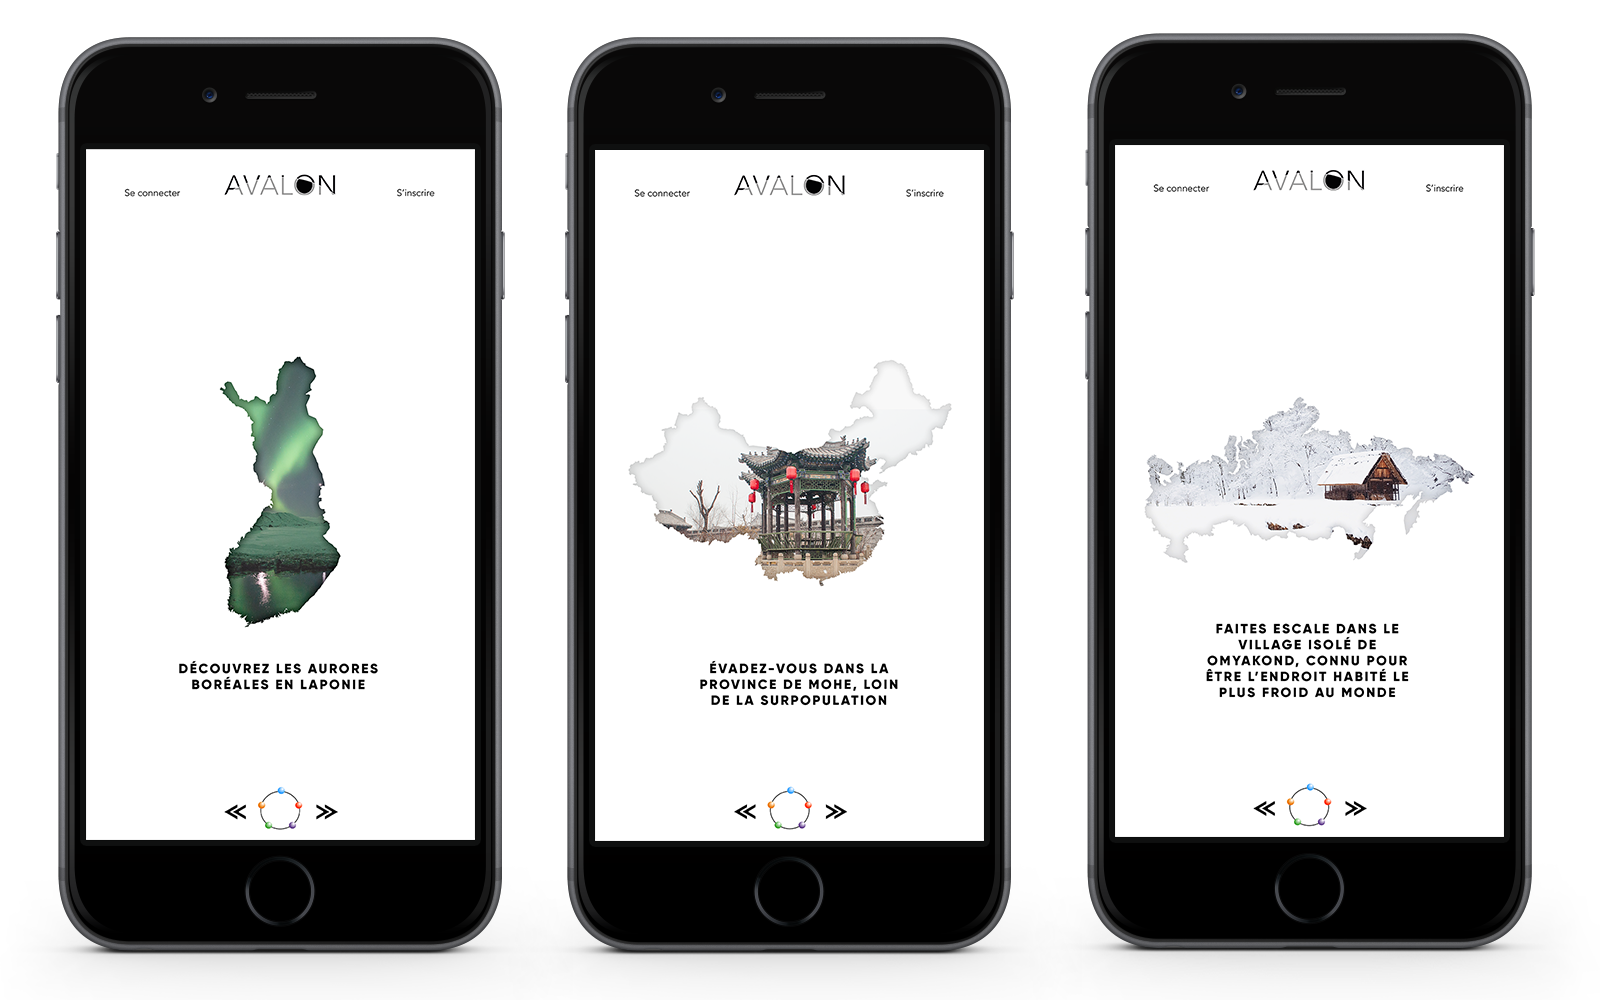 Se connecter AVALON S'inscrire
DÉCOUVREZ LES AURORES
BORÉALES EN LAPONIE
Se connecter AVALON S'inscrire
ÉVADEZ-VOUS DANS LA
PROVINCE DE MOHE, LOIN
DE LA SURPOPULATION
Se connecter AVALON S'inscrire
FAITES ESCALE DANS LE
VILLAGE ISOLÉ DE
OMYAKOND, CONNU POUR
ÊTRE L'ENDROIT HABITÉ LE
PLUS FROID AU MONDE